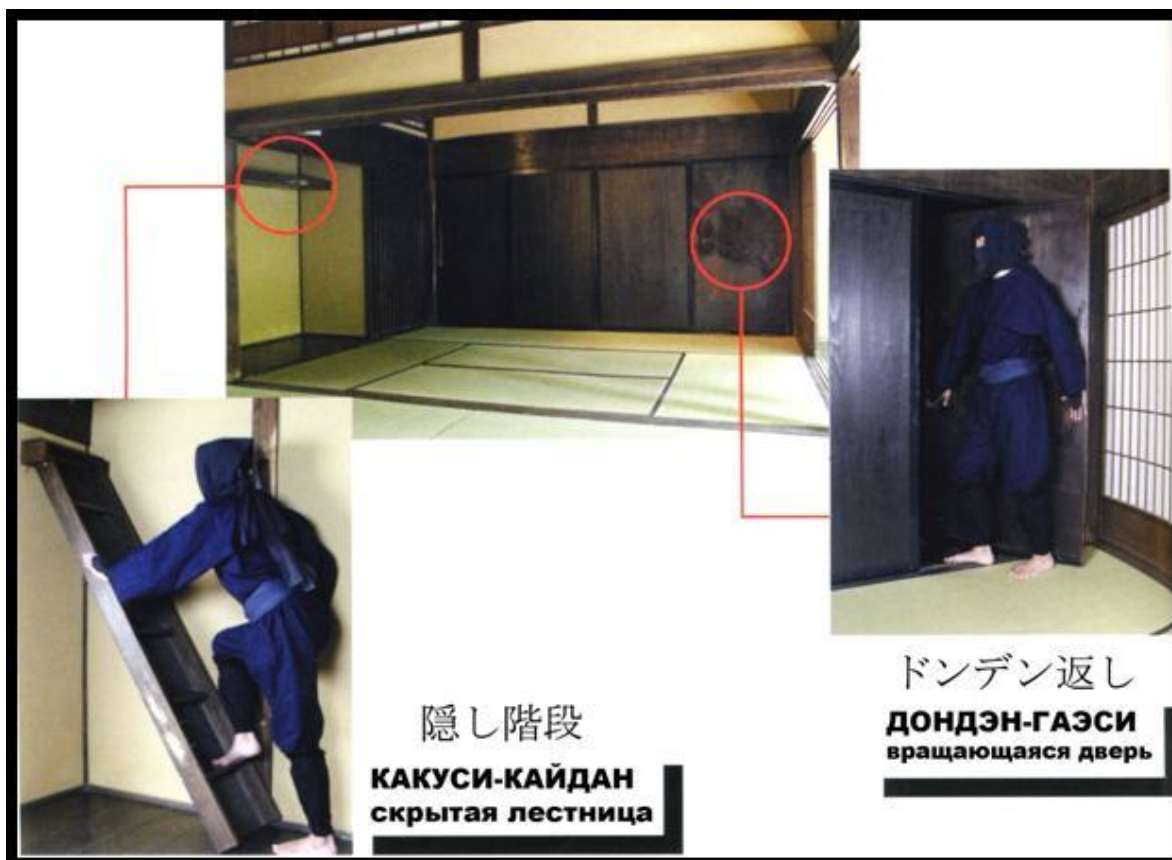 ドンデン返し
ДОНДЭН-ГАЭСИ
вращающаяся дверь
隠し階段
КАКУСИ-КАЙДАН
скрытая лестница